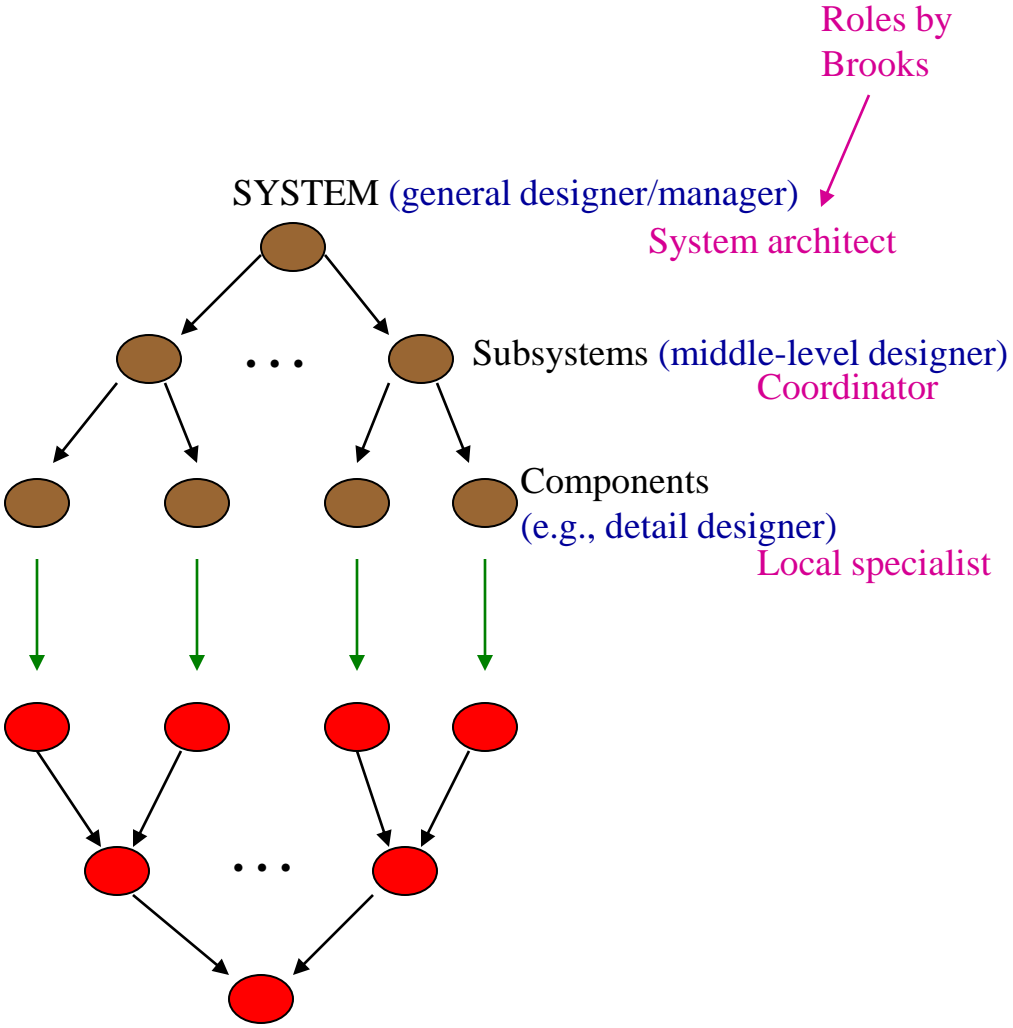 Roles by
Brooks
SYSTEM (general designer/manager)
System architect
. . .
Subsystems (middle-level designer)
Coordinator
Components
(e.g., detail designer)
Local specialist
. . .